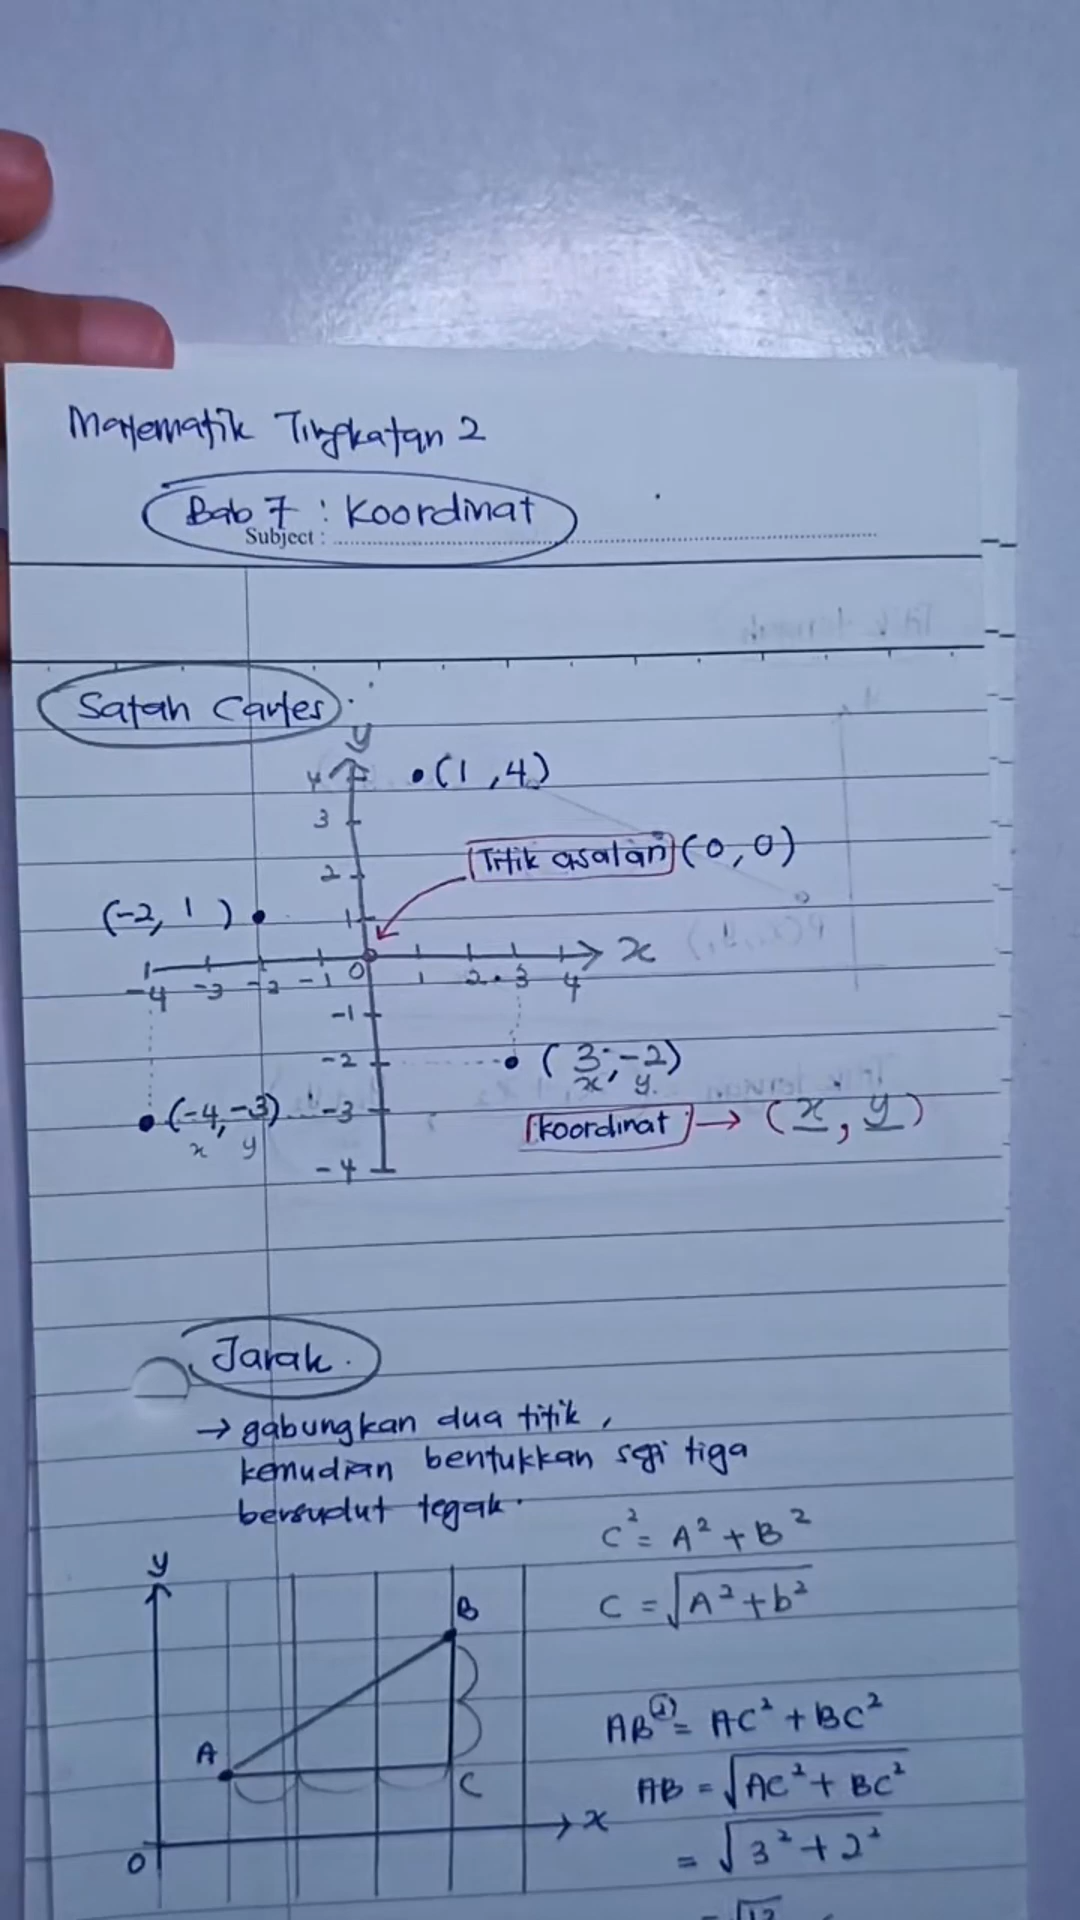 Matematik Tingkatan 2
Bab 7 : Koordinat
Subject :
Satah Cartes
y
4
(1, 4)
3
Titik asalan (0, 0)
2
(-2, 1)
1
x
-4 -3 -2 -1 0 1 2 3 4
-1
-2
(3, -2)
x y
(-4, -3)
x y
-3
Koordinat → (x, y)
-4
Jarak.
→ gabungkan dua titik,
kemudian bentukkan segi tiga
bersudut tegak.
C² = A² + B²
C = √A² + b²
y
B
A
C
x
0
AB² = AC² + BC²
AB = √AC² + BC²
= √3² + 2²
= √13